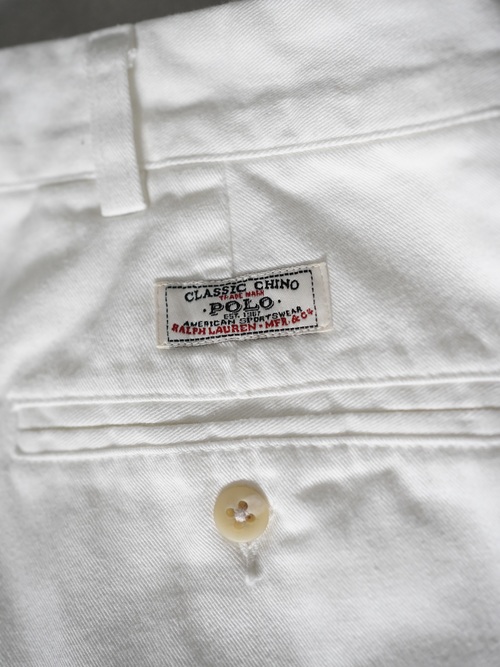 CLASSIC CHINO
TRADE MARK
·POLO·
EST. 1967
AMERICAN SPORTSWEAR
RALPH LAUREN · MFR. & Co